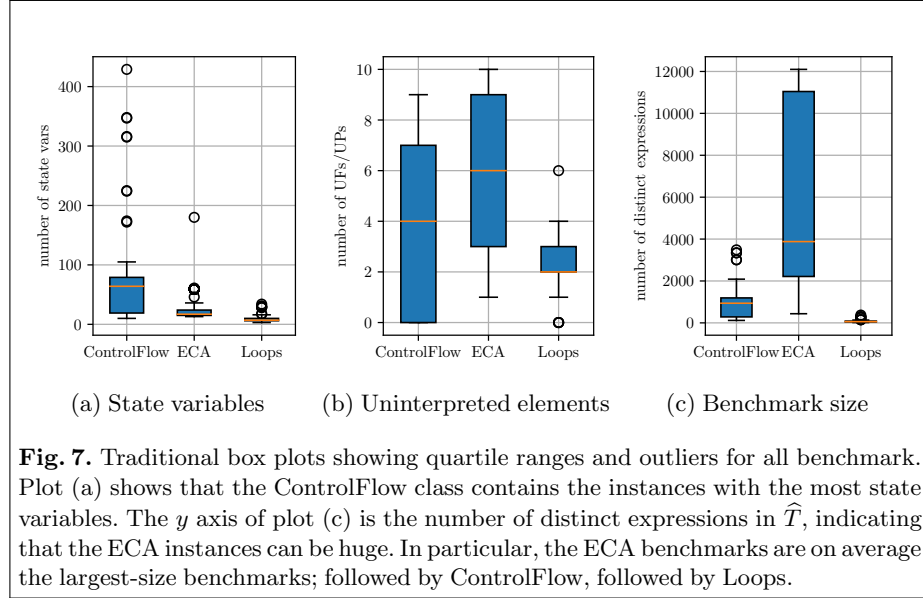 number of state vars
400
300
200
100
0
ControlFlow ECA Loops
(a) State variables
number of UFs/UPs
10
8
6
4
2
0
ControlFlow ECA Loops
(b) Uninterpreted elements
number of distinct expressions
12000
10000
8000
6000
4000
2000
0
ControlFlow ECA Loops
(c) Benchmark size
Fig. 7. Traditional box plots showing quartile ranges and outliers for all benchmark.
Plot (a) shows that the ControlFlow class contains the instances with the most state
variables. The y axis of plot (c) is the number of distinct expressions in T̂, indicating
that the ECA instances can be huge. In particular, the ECA benchmarks are on average
the largest-size benchmarks; followed by ControlFlow, followed by Loops.